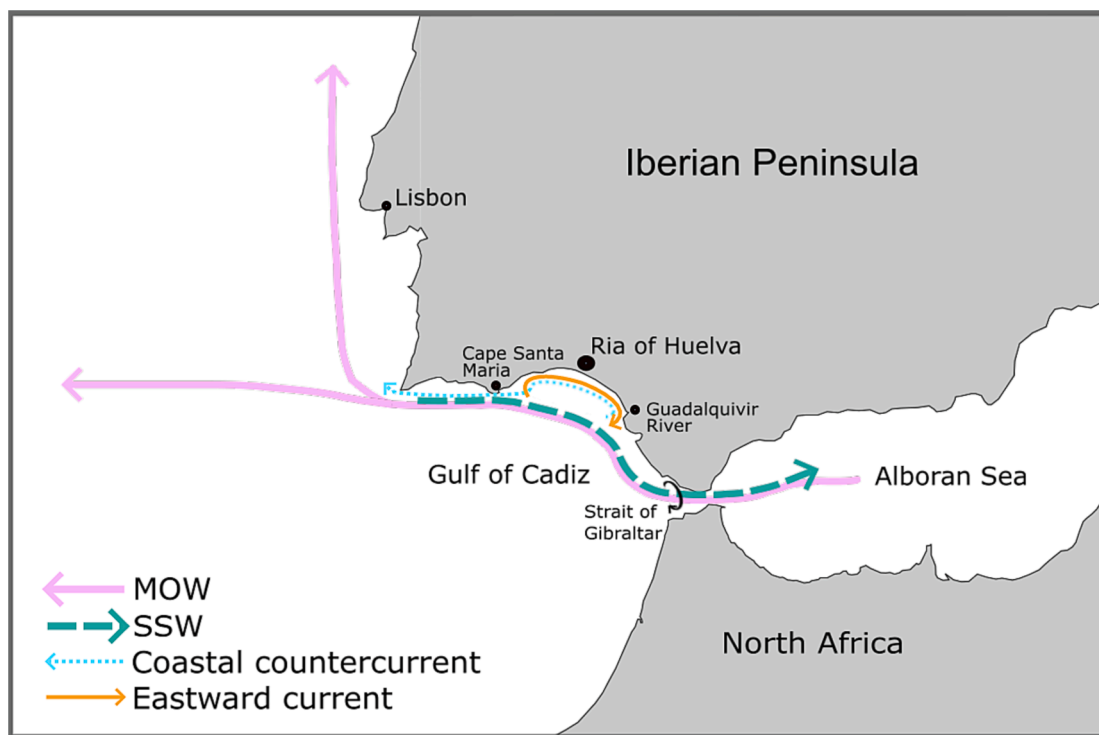 Iberian Peninsula
Lisbon
Ria of Huelva
Cape Santa
Maria
Guadalquivir
River
Gulf of Cadiz
Alboran Sea
Strait of
Gibraltar
MOW
SSW
Coastal countercurrent
Eastward current
North Africa